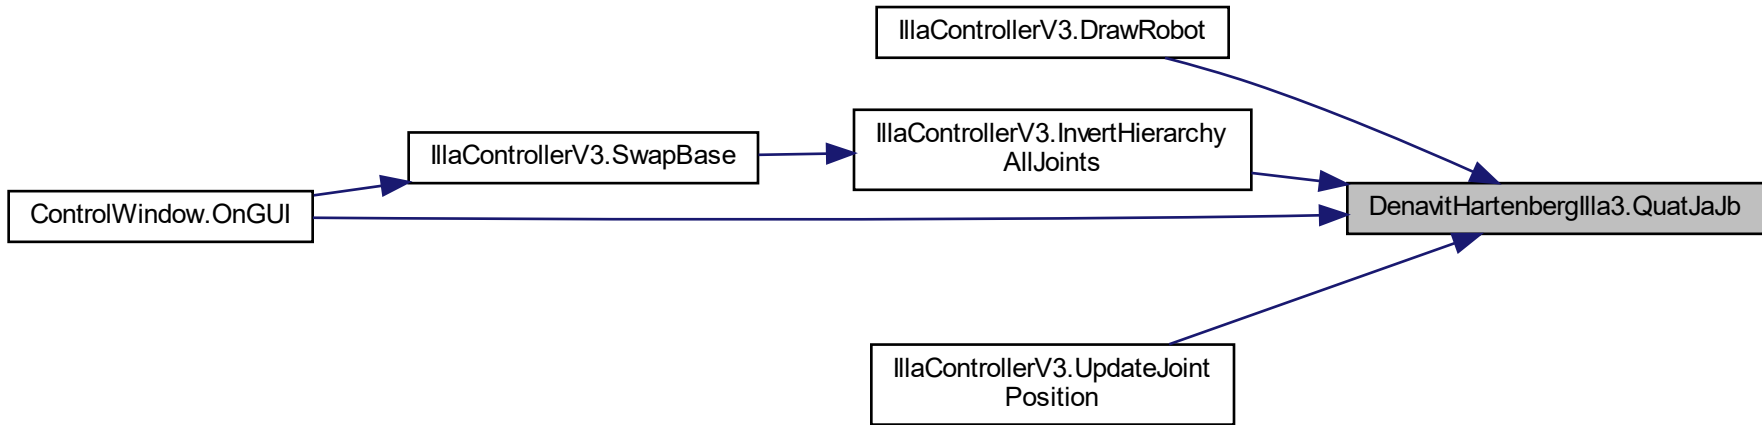 IllaControllerV3.DrawRobot
IllaControllerV3.InvertHierarchy
AllJoints
IllaControllerV3.SwapBase
ControlWindow.OnGUI
DenavitHartenbergIlla3.QuatJaJb
IllaControllerV3.UpdateJoint
Position